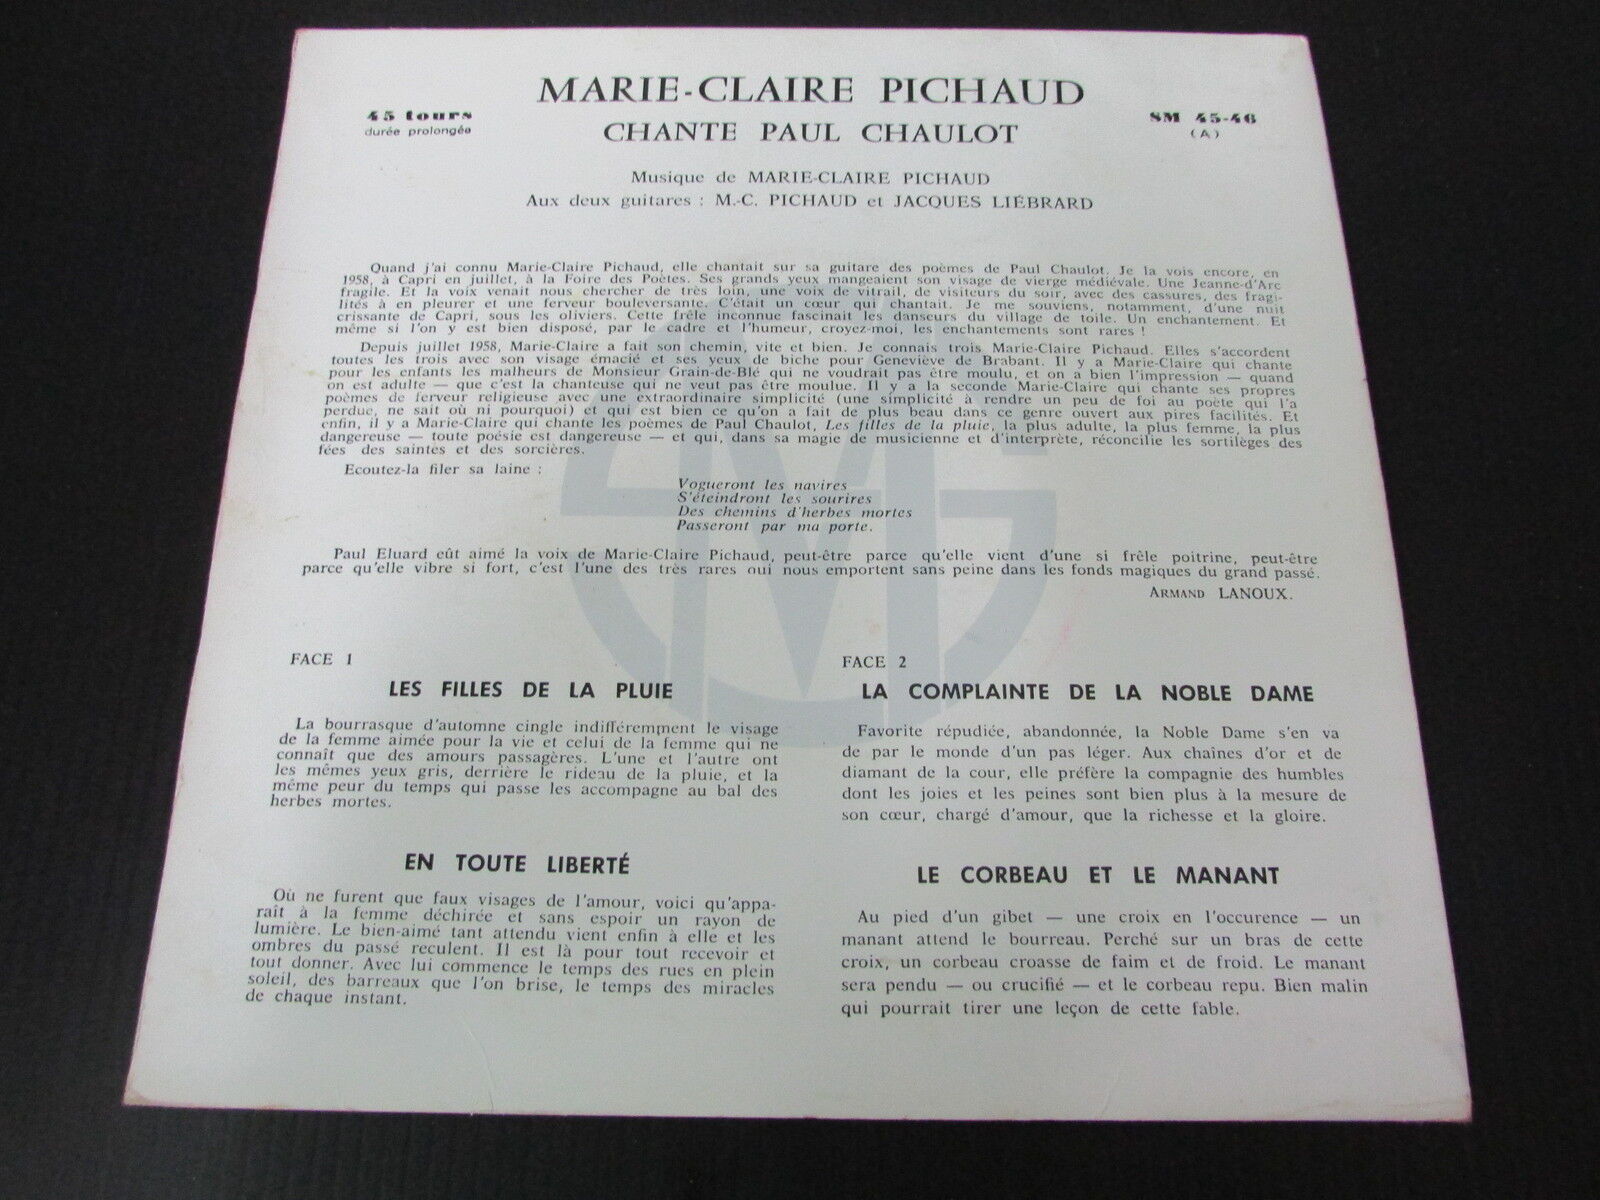 MARIE-CLAIRE PICHAUD
CHANTE PAUL CHAULOT
45 tours
durée prolongée
SM 45-46
(A)
Musique de MARIE-CLAIRE PICHAUD
Aux deux guitares : M.-C. PICHAUD et JACQUES LIÉBRARD
Quand j'ai connu Marie-Claire Pichaud, elle chantait sur sa guitare des poèmes de Paul Chaulot. Je la vois encore, en
1958, à Capri en juillet, à la Foire des Poètes. Ses grands yeux mangeaient son visage de vierge médiévale. Une Jeanne-d'Arc
fragile. Et la voix venait nous chercher de très loin, une voix de vitrail, de visiteurs du soir, avec des cassures, des fragi-
lités à en pleurer et une ferveur bouleversante. C'était un cœur qui chantait. Je me souviens, notamment, d'une nuit
crissante de Capri, sous les oliviers. Cette frêle inconnue fascinait les danseurs du village de toile. Un enchantement. Et
même si l'on y est bien disposé, par le cadre et l'humeur, croyez-moi, les enchantements sont rares !
Depuis juillet 1958, Marie-Claire a fait son chemin, vite et bien. Je connais trois Marie-Claire Pichaud. Elles s'accordent
toutes les trois avec son visage émacié et ses yeux de biche pour Geneviève de Brabant. Il y a Marie-Claire qui chante
pour les enfants les malheurs de Monsieur Grain-de-Blé qui ne voudrait pas être moulu, et on a bien l'impression — quand
on est adulte — que c'est la chanteuse qui ne veut pas être moulue. Il y a la seconde Marie-Claire qui chante ses propres
poèmes de ferveur religieuse avec une extraordinaire simplicité (une simplicité à rendre un peu de foi au poète qui l'a
perdue, ne sait où ni pourquoi) et qui est bien ce qu'on a fait de plus beau dans ce genre ouvert aux pires facilités. Et
enfin, il y a Marie-Claire qui chante les poèmes de Paul Chaulot, Les filles de la pluie, la plus adulte, la plus femme, la plus
dangereuse — toute poésie est dangereuse — et qui, dans sa magie de musicienne et d'interprète, réconcilie les sortilèges des
fées des saintes et des sorcières.
Ecoutez-la filer sa laine :
Vogueront les navires
S'éteindront les sourires
Des chemins d'herbes mortes
Passeront par ma porte.
Paul Eluard eût aimé la voix de Marie-Claire Pichaud, peut-être parce qu'elle vient d'une si frêle poitrine, peut-être
parce qu'elle vibre si fort, c'est l'une des très rares qui nous emportent sans peine dans les fonds magiques du grand passé.
ARMAND LANOUX.
SMG
FACE 1
LES FILLES DE LA PLUIE
La bourrasque d'automne cingle indifféremment le visage
de la femme aimée pour la vie et celui de la femme qui ne
connaît que des amours passagères. L'une et l'autre ont
les mêmes yeux gris, derrière le rideau de la pluie, et la
même peur du temps qui passe les accompagne au bal des
herbes mortes.
EN TOUTE LIBERTÉ
Où ne furent que faux visages de l'amour, voici qu'appa-
raît à la femme déchirée et sans espoir un rayon de
lumière. Le bien-aimé tant attendu vient enfin à elle et les
ombres du passé reculent. Il est là pour tout recevoir et
tout donner. Avec lui commence le temps des rues en plein
soleil, des barreaux que l'on brise, le temps des miracles
de chaque instant.
FACE 2
LA COMPLAINTE DE LA NOBLE DAME
Favorite répudiée, abandonnée, la Noble Dame s'en va
de par le monde d'un pas léger. Aux chaînes d'or et de
diamant de la cour, elle préfère la compagnie des humbles
dont les joies et les peines sont bien plus à la mesure de
son cœur, chargé d'amour, que la richesse et la gloire.
LE CORBEAU ET LE MANANT
Au pied d'un gibet — une croix en l'occurence — un
manant attend le bourreau. Perché sur un bras de cette
croix, un corbeau croasse de faim et de froid. Le manant
sera pendu — ou crucifié — et le corbeau repu. Bien malin
qui pourrait tirer une leçon de cette fable.